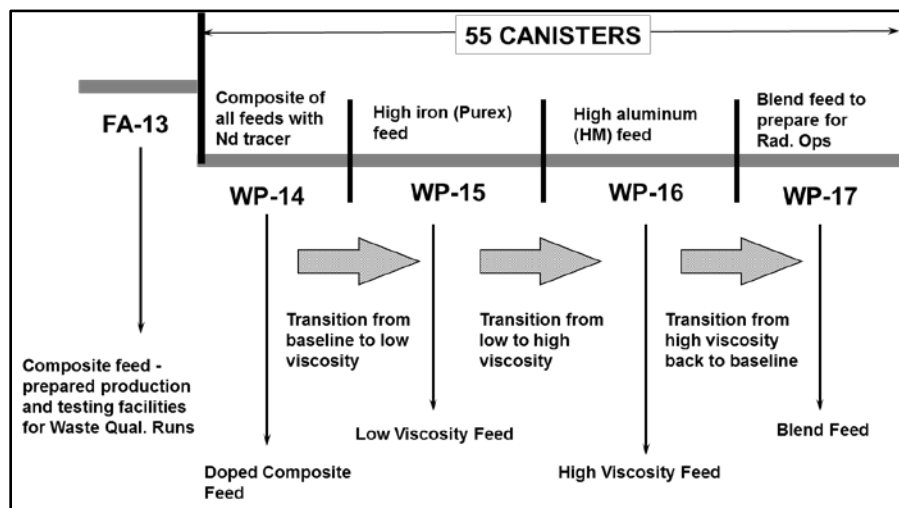 55 CANISTERS
FA-13
Composite of
all feeds with
Nd tracer
High iron (Purex)
feed
High aluminum
(HM) feed
Blend feed to
prepare for
Rad. Ops
WP-14
WP-15
WP-16
WP-17
Transition from
baseline to low
viscosity
Transition from
low to high
viscosity
Transition from
high viscosity
back to baseline
Composite feed -
prepared production
and testing facilities
for Waste Qual. Runs
Doped Composite
Feed
Low Viscosity Feed
High Viscosity Feed
Blend Feed